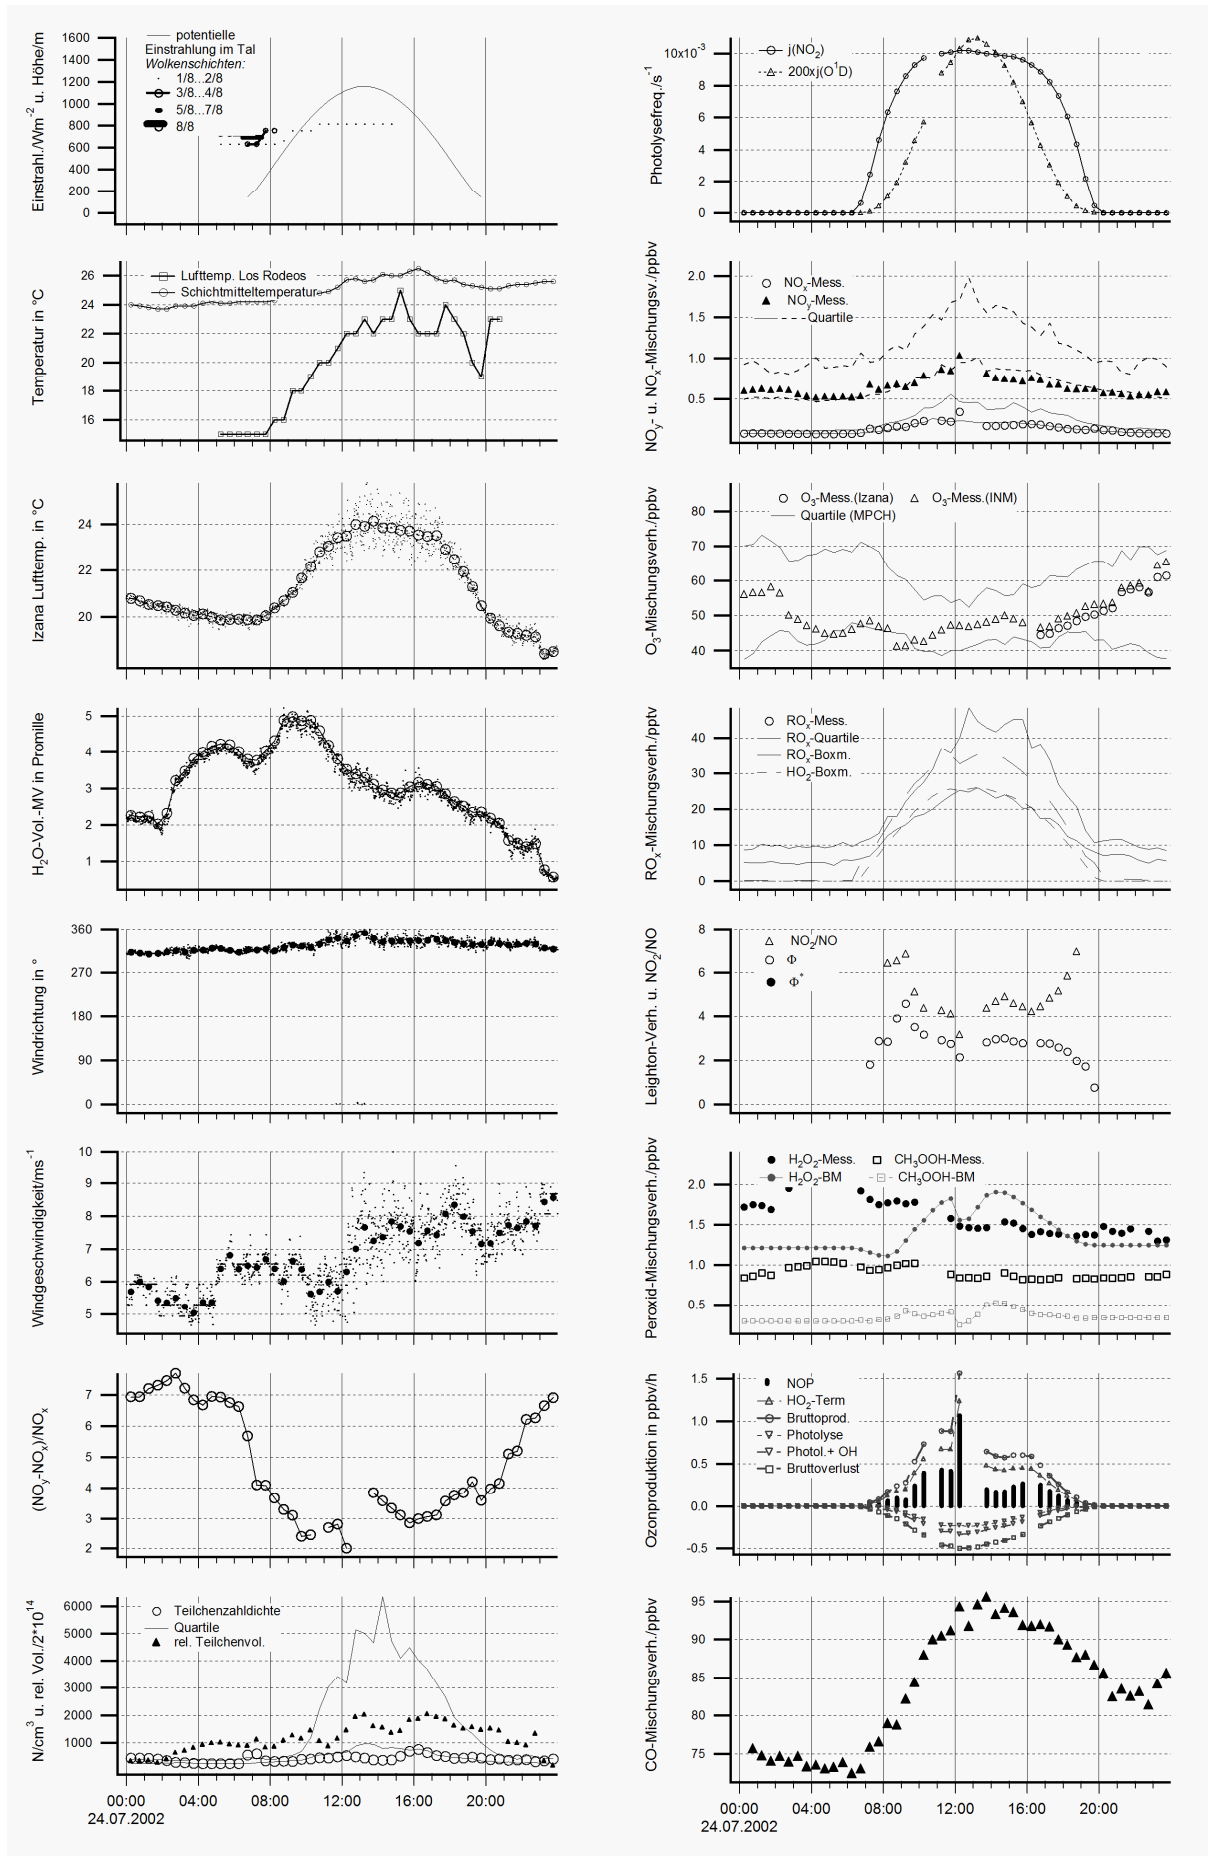 Einstrahl./Wm⁻² u. Höhe/m
1600
1400
1200
1000
800
600
400
200
0
potentielle
Einstrahlung im Tal
Wolkenschichten:
1/8...2/8
3/8...4/8
5/8...7/8
8/8
Temperatur in °C
26
24
22
20
18
16
Lufttemp. Los Rodeos
Schichtmitteltemperatur
Izana Lufttemp. in °C
24
22
20
H₂O-Vol.-MV in Promille
5
4
3
2
1
Windrichtung in °
360
270
180
90
0
Windgeschwindigkeit/ms⁻¹
10
9
8
7
6
5
(NOy-NOx)/NOx
7
6
5
4
3
2
N/cm³ u. rel. Vol./2*10¹⁴
6000
5000
4000
3000
2000
1000
Teilchenzahldichte
Quartile
rel. Teilchenvol.
00:00 04:00 08:00 12:00 16:00 20:00
24.07.2002
Photolysefreq./s⁻¹
10x10⁻³
8
6
4
2
0
j(NO₂)
200xj(O¹D)
NOy- u. NOx-Mischungsv./ppbv
2.0
1.5
1.0
0.5
NOx-Mess.
NOy-Mess.
Quartile
O₃-Mischungsverh./ppbv
80
70
60
50
40
O₃-Mess.(Izana) O₃-Mess.(INM)
Quartile (MPCH)
ROx-Mischungsverh./pptv
40
30
20
10
0
ROx-Mess.
ROx-Quartile
ROx-Boxm.
HO₂-Boxm.
Leighton-Verh. u. NO₂/NO
8
6
4
2
0
NO₂/NO
Φ
Φ*
Peroxid-Mischungsverh./ppbv
2.0
1.5
1.0
0.5
H₂O₂-Mess. CH₃OOH-Mess.
H₂O₂-BM CH₃OOH-BM
Ozonproduktion in ppbv/h
1.5
1.0
0.5
0.0
-0.5
NOP
HO₂-Term
Bruttoprod.
Photolyse
Photol.+ OH
Bruttoverlust
CO-Mischungsverh./ppbv
95
90
85
80
75
00:00 04:00 08:00 12:00 16:00 20:00
24.07.2002